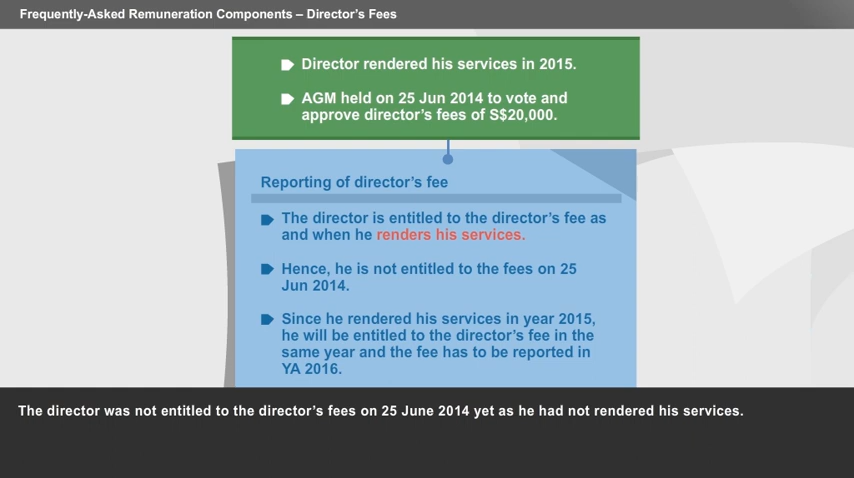 Frequently-Asked Remuneration Components – Director’s Fees
Director rendered his services in 2015.
AGM held on 25 Jun 2014 to vote and
approve director’s fees of S$20,000.
Reporting of director’s fee
The director is entitled to the director’s fee as
and when he renders his services.
Hence, he is not entitled to the fees on 25
Jun 2014.
Since he rendered his services in year 2015,
he will be entitled to the director’s fee in the
same year and the fee has to be reported in
YA 2016.
The director was not entitled to the director’s fees on 25 June 2014 yet as he had not rendered his services.